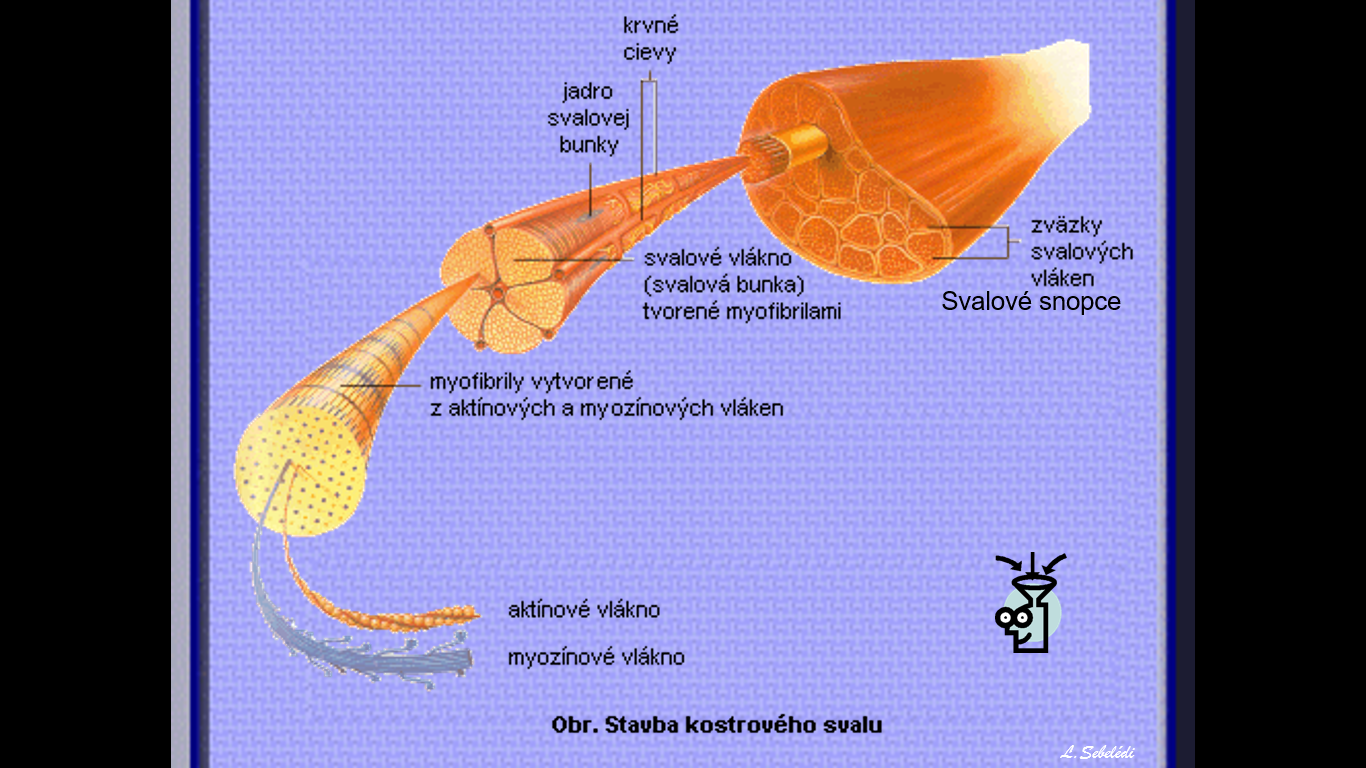 krvné
cievy
jadro
svalovej
bunky
zväzky
svalových
vláken
Svalové snopce
svalové vlákno
(svalová bunka)
tvorené myofibrilami
myofibrily vytvorené
z aktínových a myozínových vláken
aktínové vlákno
myozínové vlákno
Obr. Stavba kostrového svalu
L. Sebelédi